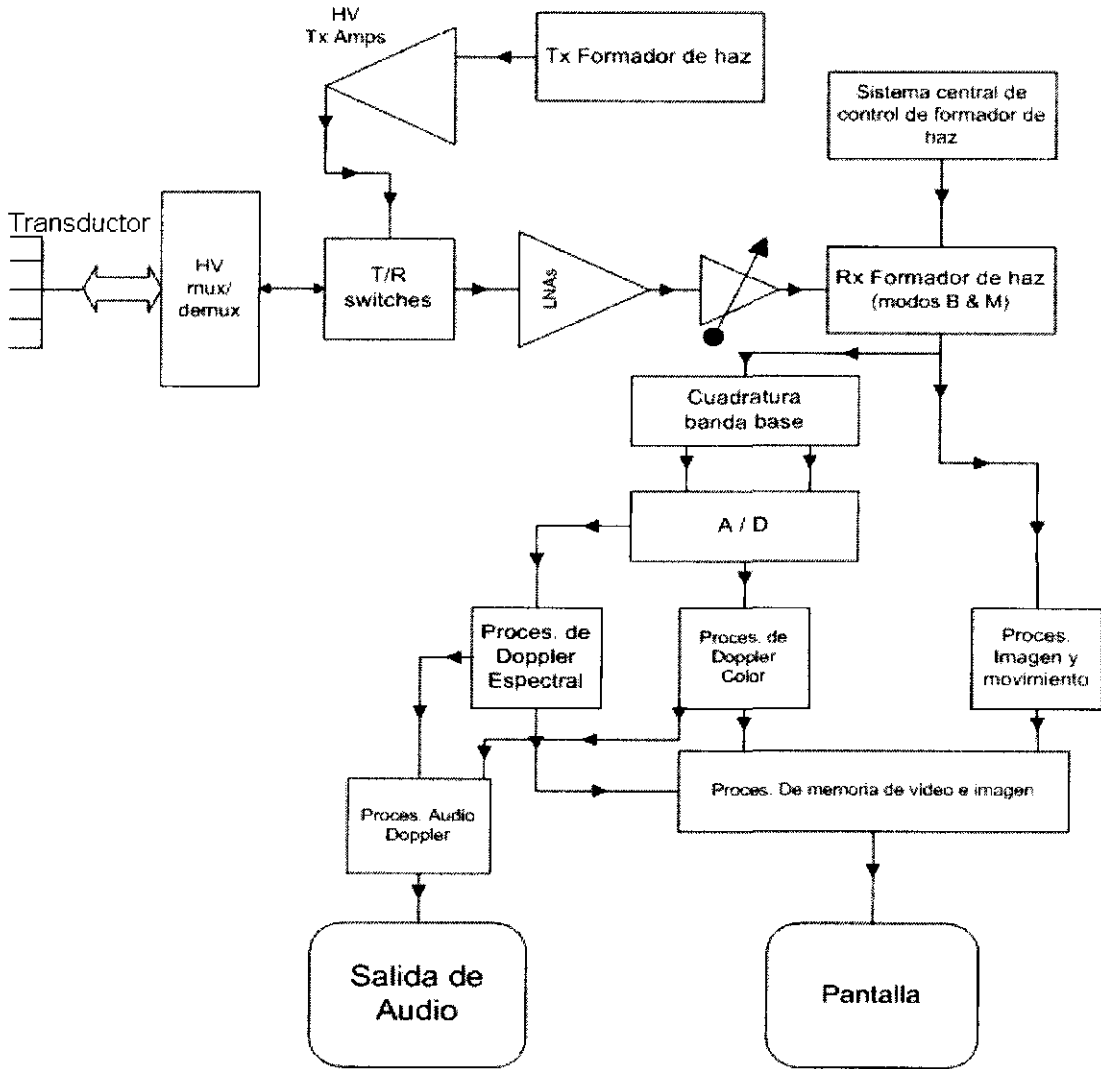 HV
Tx Amps
Tx Formador de haz
Sistema central de
control de formador de
haz
Transductor
HV
mux/
demux
T/R
switches
LNAs
Rx Formador de haz
(modos B & M)
Cuadratura
banda base
A / D
Proces. de
Doppler
Espectral
Proces. de
Doppler
Color
Proces.
Imagen y
movimiento
Proces. De memoria de video e imagen
Proces. Audio
Doppler
Salida de
Audio
Pantalla